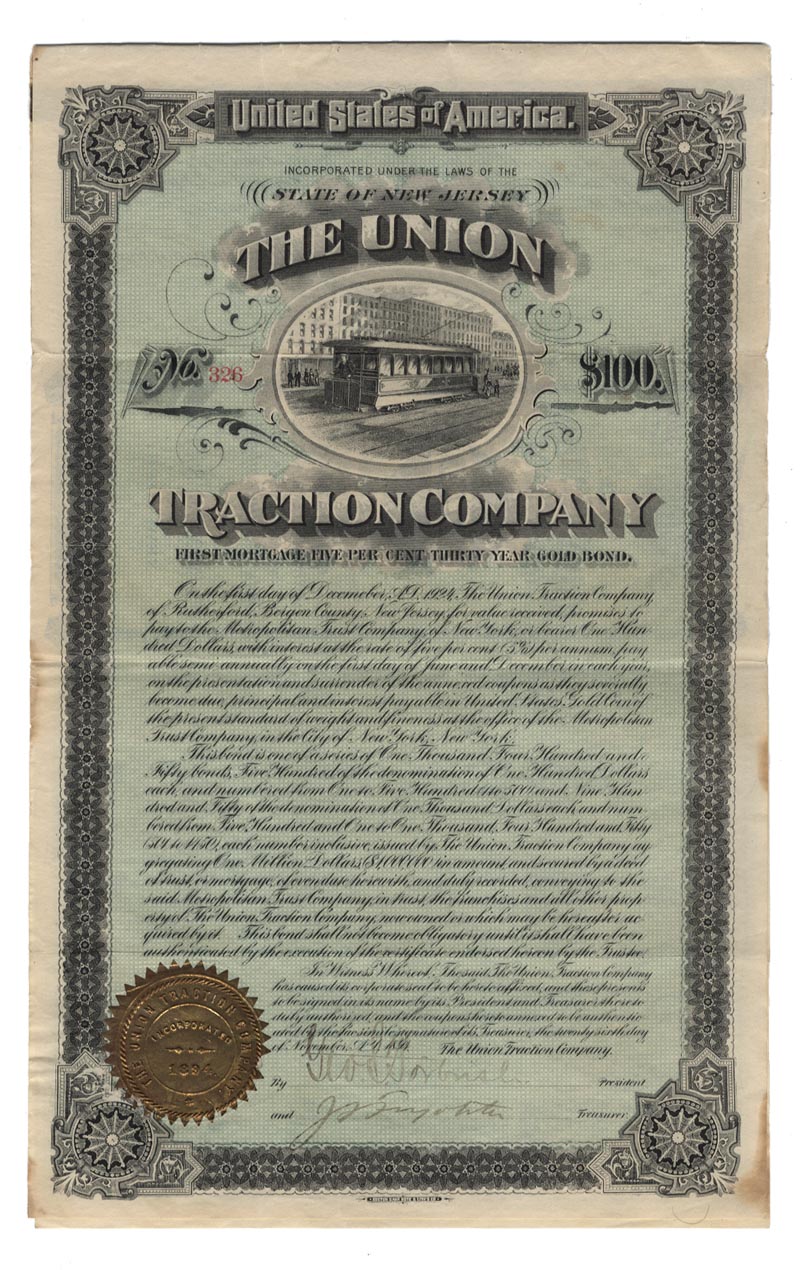 United States of America.
INCORPORATED UNDER THE LAWS OF THE
STATE OF NEW JERSEY
THE UNION
No. 326
$100.
TRACTION COMPANY
FIRST MORTGAGE FIVE PER CENT THIRTY YEAR GOLD BOND.
On the first day of Decomeber, A.D. 1924, The Union Traction Company
of Rutherford, Bergen County, New Jersey, for value received, promises to
pay to the Metropolitan Trust Company, of New York, or bearer One Hun-
dred Dollars, with interest at the rate of five per cent (5%) per annum, pay
able semi annually on the first day of June and December, in each year,
on the presentation and surrender of the annexed coupons as they severally
become due, principal and interest payable in United States Gold Coin of
the present standard of weight and fineness at the office of the Metropolitan
Trust Company, in the City of New York, New York.
This bond is one of a series of One Thousand Four Hundred and
Fifty bonds, Five Hundred of the denomination of One Hundred Dollars
each, and numbered from One to Five Hundred (1 to 500) and Nine Hun
dred and Fifty of the denomination of One Thousand Dollars each and num-
bered from Five Hundred and One to One Thousand Four Hundred and Fifty
501 to 1450, each number inclusive, issued by The Union Traction Company ag
gregating One Million Dollars ($1000000) in amount, and secured by a deed
of trust, or mortgage, of even date herewith, and duly recorded, conveying to the
said Metropolitan Trust Company, in trust, the franchises and all other prop-
erty of The Union Traction Company, now owned or which may be hereafter ac
quired by it. This bond shall not become obligatory until it shall have been
authenticated by the execution of the certificate endorsed hereon by the Trustee.
In Witness Whereof, The said The Union Traction Company
has caused its corporate seal to be hereto affixed, and these presents
to be signed in its name by its President and Treasurer thereto
duly authorized, and the coupons thereto annexed to be authentic
ated by the facsimile signature of its Treasurer, the twenty sixth day
of November, A.D. 1894.
The Union Traction Company.
THE UNION TRACTION COMPANY
INCORPORATED
1894
By
President
and
Treasurer.